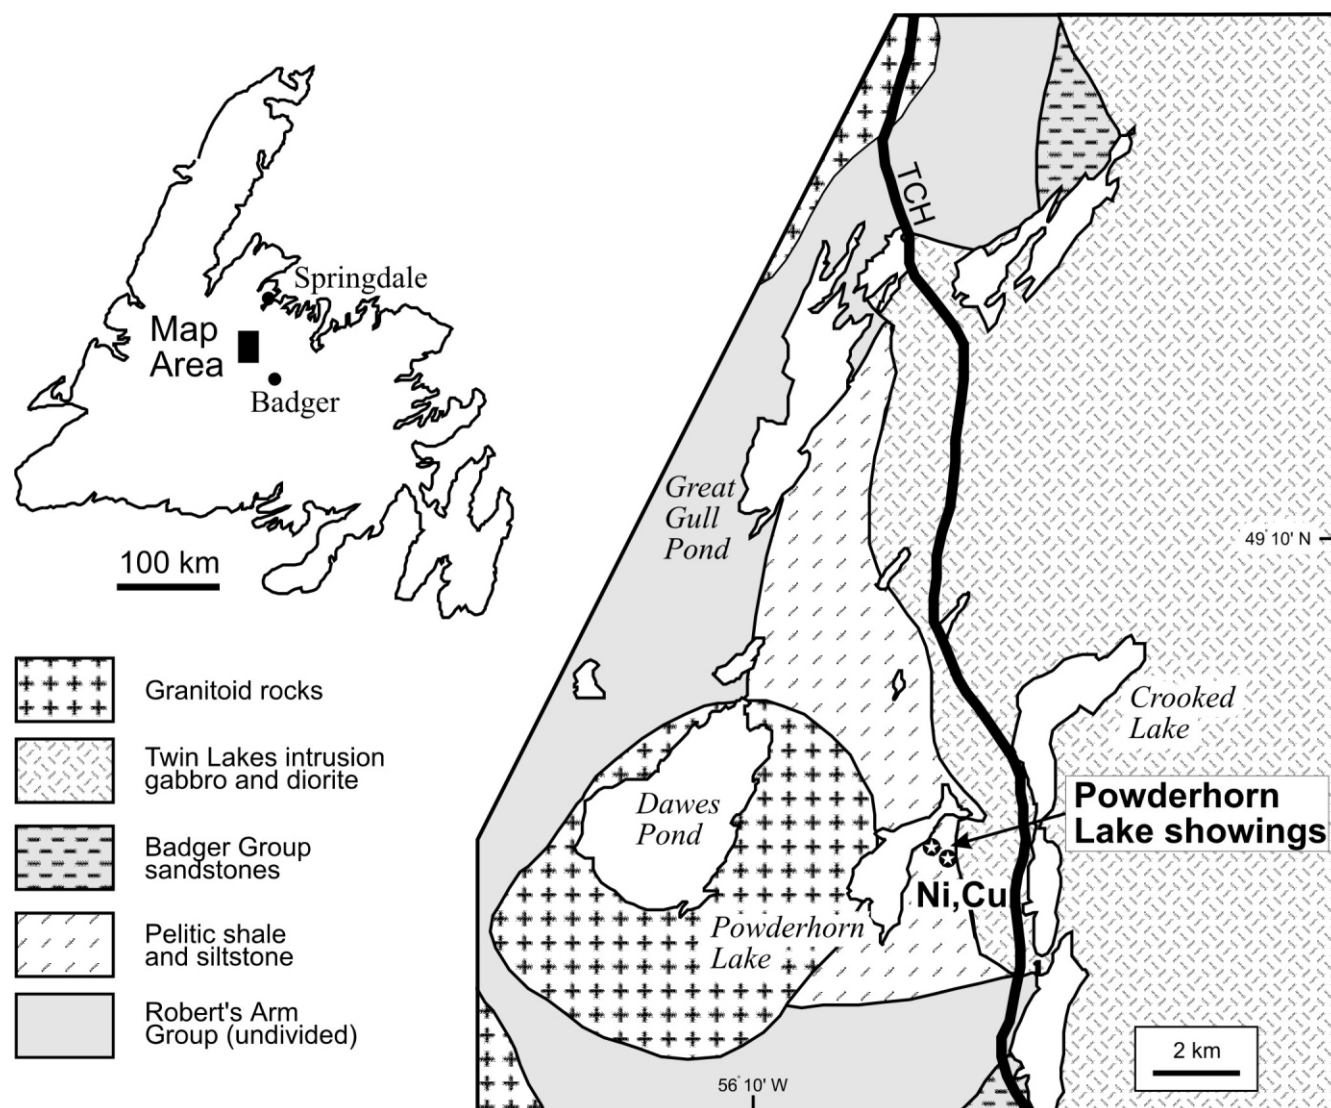 Springdale
Map
Area
Badger
100 km
Granitoid rocks
Twin Lakes intrusion
gabbro and diorite
Badger Group
sandstones
Pelitic shale
and siltstone
Robert's Arm
Group (undivided)
TCH
Great
Gull
Pond
49°10' N
Crooked
Lake
Dawes
Pond
Powderhorn
Lake showings
Ni,Cu
Powderhorn
Lake
2 km
56°10' W